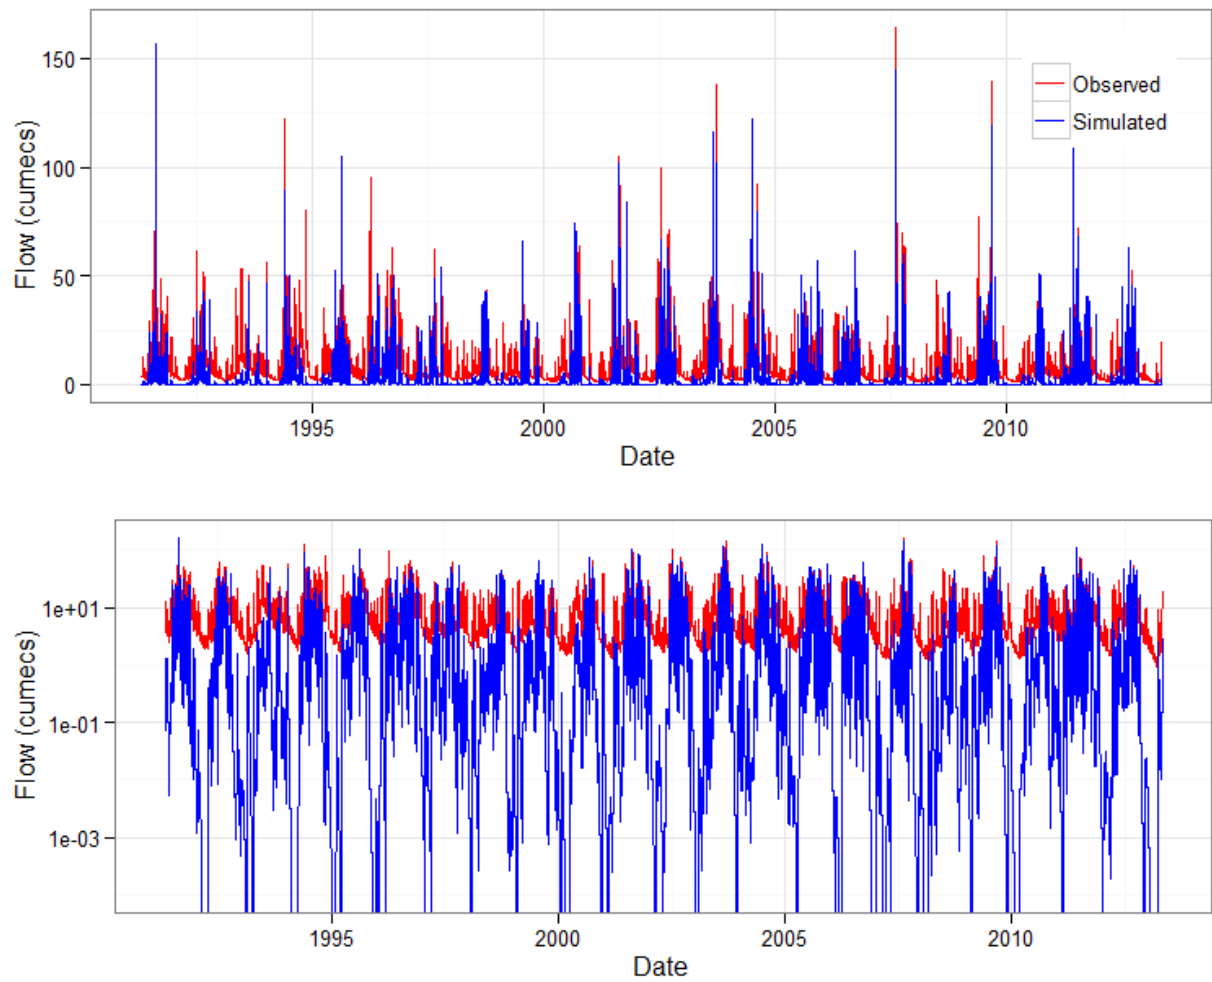 Flow (cumecs)
150
100
50
0
Observed
Simulated
1995
2000
2005
2010
Date
Flow (cumecs)
1e+01
1e-01
1e-03
1995
2000
2005
2010
Date